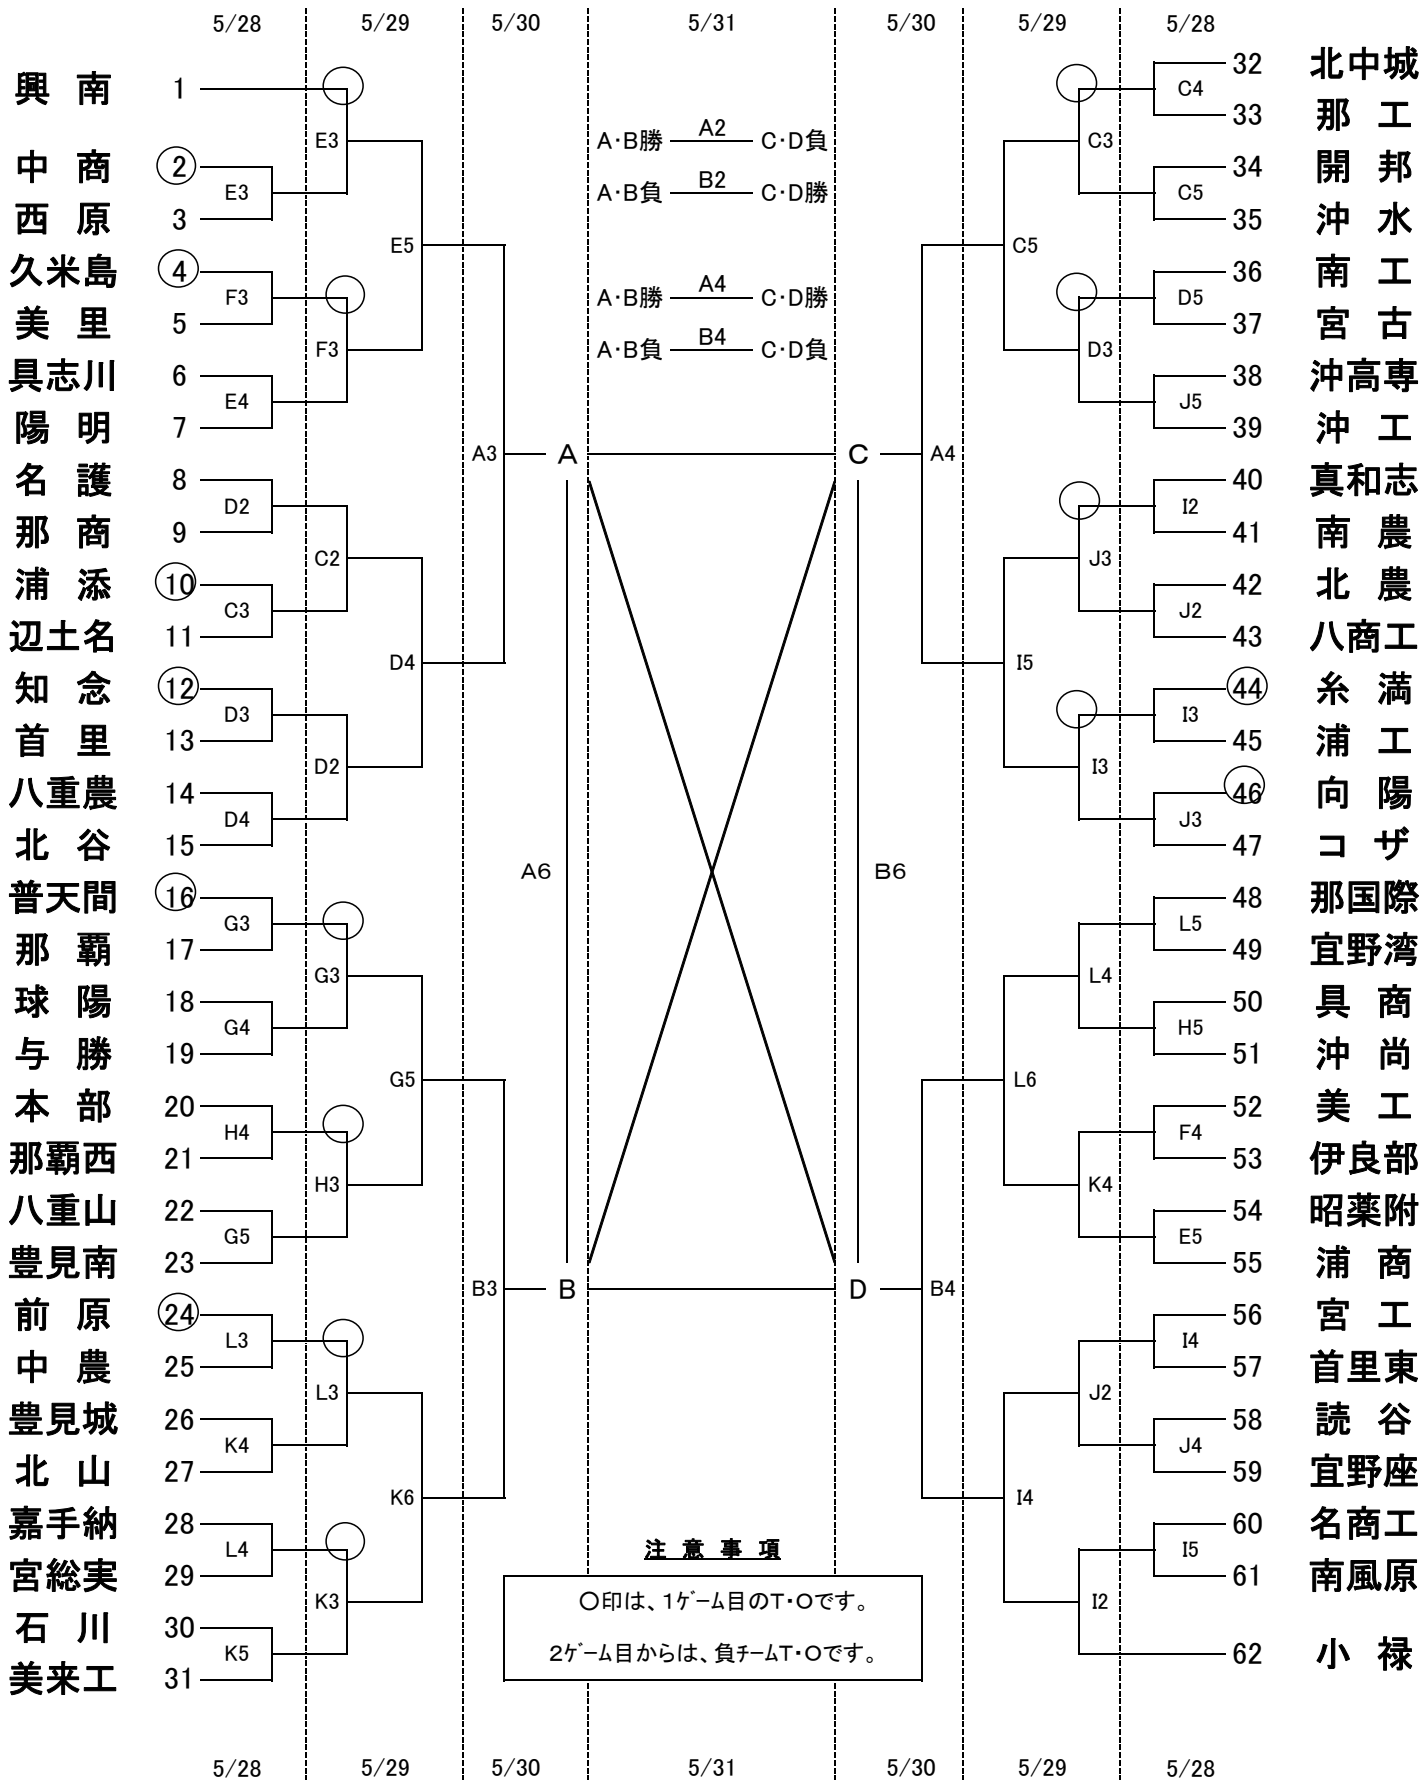 5/28 5/29 5/30 5/31 5/30 5/29 5/28
32 北中城
興 南 1 C4
33 那 工
E3 A・B勝 A2 C・D負 C3
中 商 2 34 開 邦
E3 A・B負 B2 C・D勝 C5
西 原 3 35 沖 水
E5 C5
久米島 4 36 南 工
F3 A・B勝 A4 C・D勝 D5
美 里 5 37 宮 古
F3 A・B負 B4 C・D負 D3
具志川 6 38 沖高専
E4 J5
陽 明 7 39 沖 工
A3 A C A4
名 護 8 40 真和志
D2 I2
那 商 9 41 南 農
C2 J3
浦 添 10 42 北 農
C3 J2
辺土名 11 43 八商工
D4 I5
知 念 12 44 糸 満
D3 I3
首 里 13 45 浦 工
D2 I3
八重農 14 46 向 陽
D4 J3
北 谷 15 47 コ ザ
A6 B6
普天間 16 48 那国際
G3 L5
那 覇 17 49 宜野湾
G3 L4
球 陽 18 50 具 商
G4 H5
与 勝 19 51 沖 尚
G5 L6
本 部 20 52 美 工
H4 F4
那覇西 21 53 伊良部
H3 K4
八重山 22 54 昭薬附
G5 E5
豊見南 23 55 浦 商
B3 B D B4
前 原 24 56 宮 工
L3 I4
中 農 25 57 首里東
L3 J2
豊見城 26 58 読 谷
K4 J4
北 山 27 59 宜野座
K6 I4
嘉手納 28 60 名商工
L4 注 意 事 項 I5
宮総実 29 61 南風原
K3 〇印は、1ｹﾞｰﾑ目のT・Oです。 I2
石 川 30
K5 2ｹﾞｰﾑ目からは、負ﾁｰﾑT・Oです。 62 小 禄
美来工 31
5/28 5/29 5/30 5/31 5/30 5/29 5/28